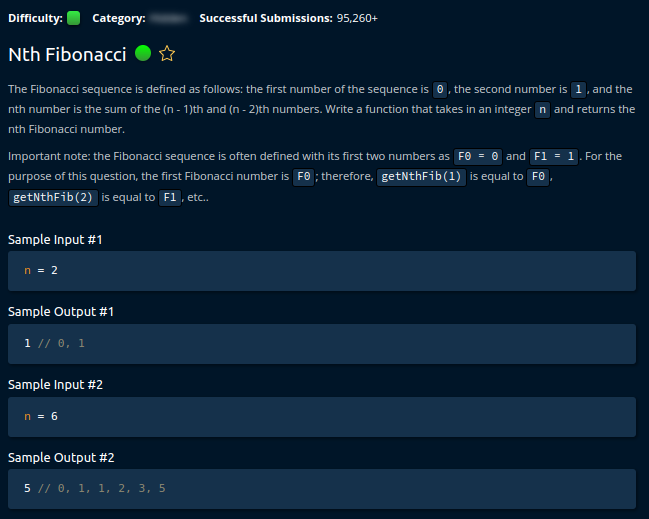 Difficulty: Category: Successful Submissions: 95,260+
Nth Fibonacci
The Fibonacci sequence is defined as follows: the first number of the sequence is 0, the second number is 1, and the
nth number is the sum of the (n - 1)th and (n - 2)th numbers. Write a function that takes in an integer n and returns the
nth Fibonacci number.
Important note: the Fibonacci sequence is often defined with its first two numbers as F0 = 0 and F1 = 1. For the
purpose of this question, the first Fibonacci number is F0; therefore, getNthFib(1) is equal to F0,
getNthFib(2) is equal to F1, etc..
Sample Input #1
n = 2
Sample Output #1
1 // 0, 1
Sample Input #2
n = 6
Sample Output #2
5 // 0, 1, 1, 2, 3, 5